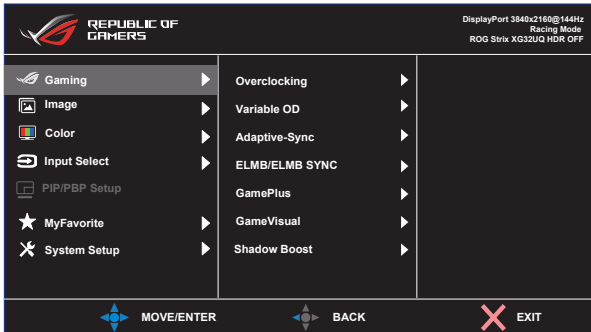 REPUBLIC OF
GAMERS
DisplayPort 3840x2160@144Hz
Racing Mode
ROG Strix XG32UQ HDR OFF
Gaming
Image
Color
Input Select
PIP/PBP Setup
MyFavorite
System Setup
Overclocking
Variable OD
Adaptive-Sync
ELMB/ELMB SYNC
GamePlus
GameVisual
Shadow Boost
MOVE/ENTER
BACK
EXIT